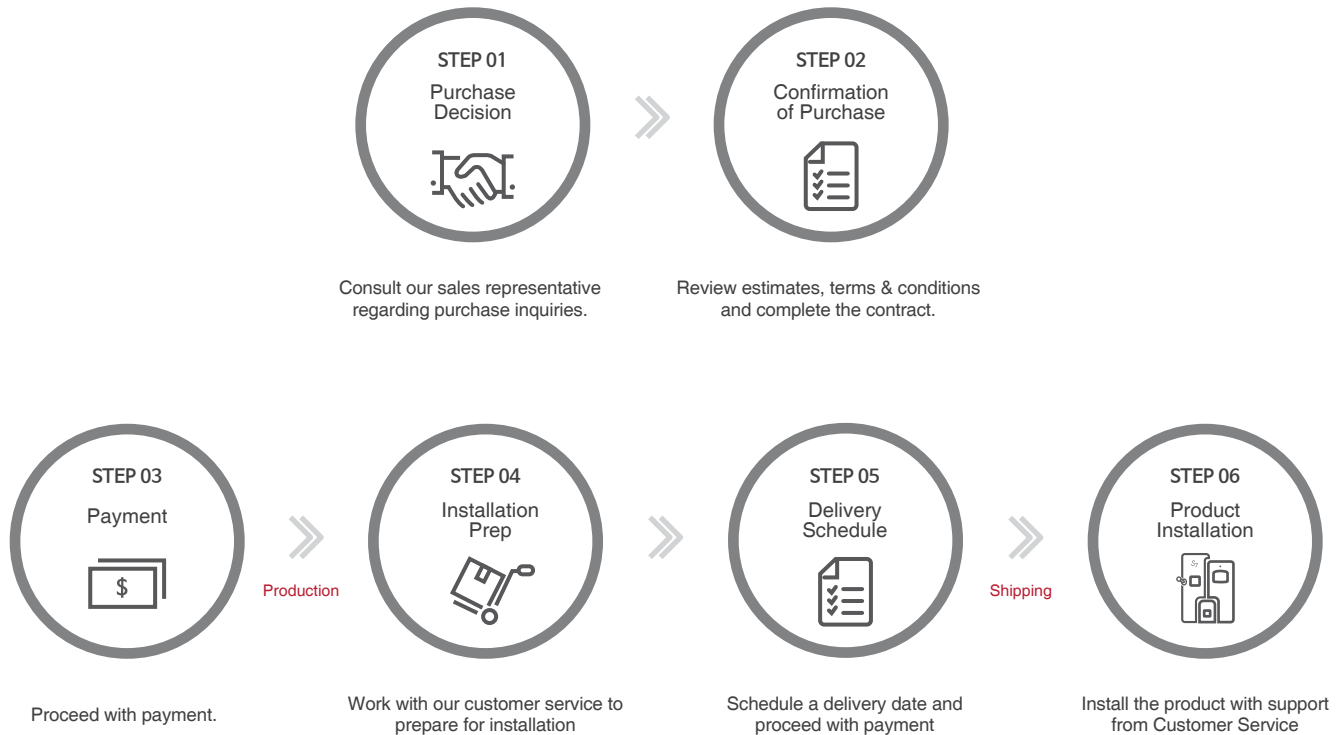 STEP 01
Purchase
Decision
STEP 02
Confirmation
of Purchase
Consult our sales representative
regarding purchase inquiries.
Review estimates, terms & conditions
and complete the contract.
STEP 03
Payment
$
Production
STEP 04
Installation
Prep
STEP 05
Delivery
Schedule
Shipping
STEP 06
Product
Installation
S7
Proceed with payment.
Work with our customer service to
prepare for installation
Schedule a delivery date and
proceed with payment
Install the product with support
from Customer Service